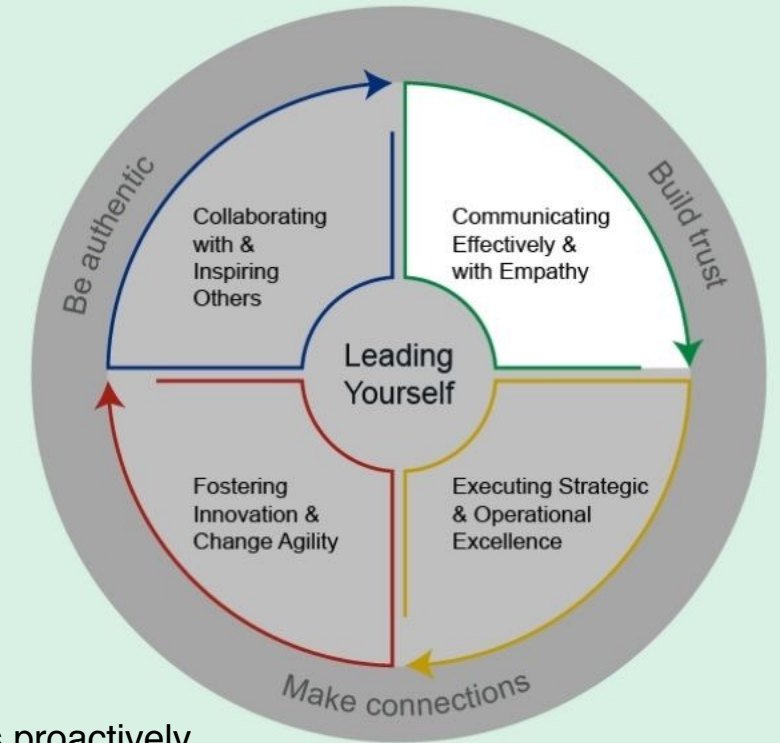 Be authentic
Build trust
Collaborating
with &
Inspiring
Others
Communicating
Effectively &
with Empathy
Leading
Yourself
Fostering
Innovation &
Change Agility
Executing Strategic
& Operational
Excellence
Make connections
proactively